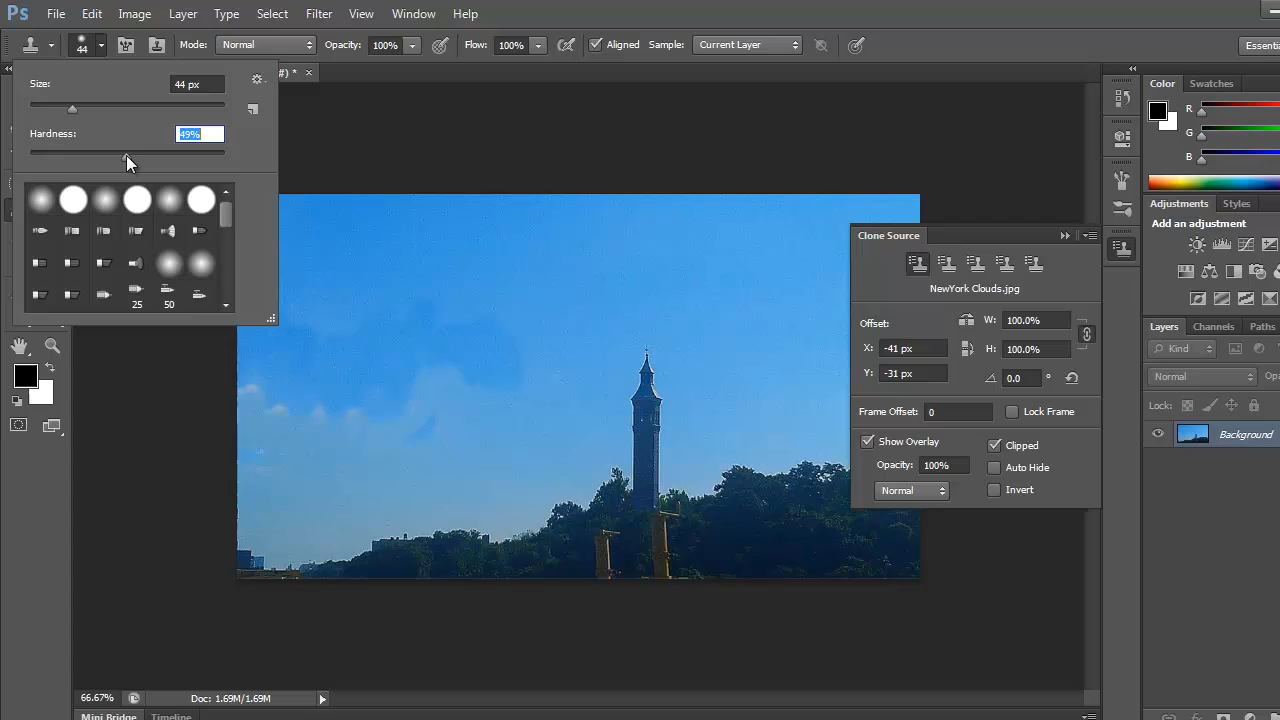 Ps File Edit Image Layer Type Select Filter View Window Help
44 Mode: Normal Opacity: 100% Flow: 100% Aligned Sample: Current Layer Essenti
#) * ×
Size: 44 px
Hardness: 49%
25 50
Color Swatches
R
G
B
Adjustments Styles
Add an adjustment
Clone Source
NewYork Clouds.jpg
Offset: W: 100.0%
X: -41 px H: 100.0%
Y: -31 px 0.0 °
Frame Offset: 0 Lock Frame
Show Overlay Clipped
Opacity: 100% Auto Hide
Normal Invert
Layers Channels Paths
Kind
Normal Opa
Lock:
Background
66.67% Doc: 1.69M/1.69M
Mini Bridge Timeline